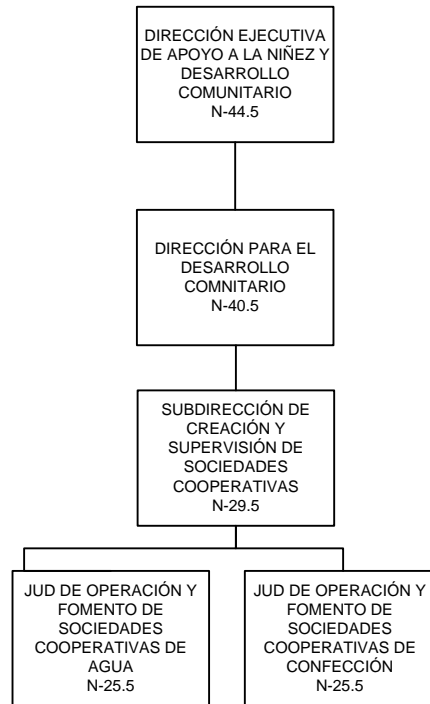 DIRECCIÓN EJECUTIVA
DE APOYO A LA NIÑEZ Y
DESARROLLO
COMUNITARIO
N-44.5
DIRECCIÓN PARA EL
DESARROLLO
COMNITARIO
N-40.5
SUBDIRECCIÓN DE
CREACIÓN Y
SUPERVISIÓN DE
SOCIEDADES
COOPERATIVAS
N-29.5
JUD DE OPERACIÓN Y
FOMENTO DE
SOCIEDADES
COOPERATIVAS DE
AGUA
N-25.5
JUD DE OPERACIÓN Y
FOMENTO DE
SOCIEDADES
COOPERATIVAS DE
CONFECCIÓN
N-25.5